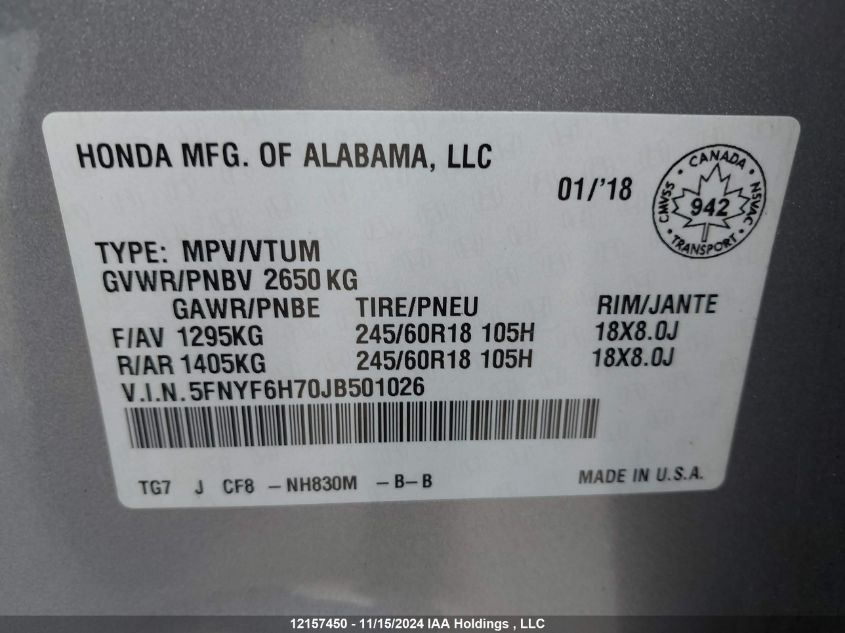 HONDA MFG. OF ALABAMA, LLC
01/'18
CANADA
CMVSS 942 NSVAC
TRANSPORT
TYPE: MPV/VTUM
GVWR/PNBV 2650KG
GAWR/PNBE TIRE/PNEU RIM/JANTE
F/AV 1295KG 245/60R18 105H 18X8.0J
R/AR 1405KG 245/60R18 105H 18X8.0J
V.I.N.5FNYF6H70JB501026
TG7 J CF8 -NH830M -B-B MADE IN U.S.A.
12157450 - 11/15/2024 IAA Holdings , LLC